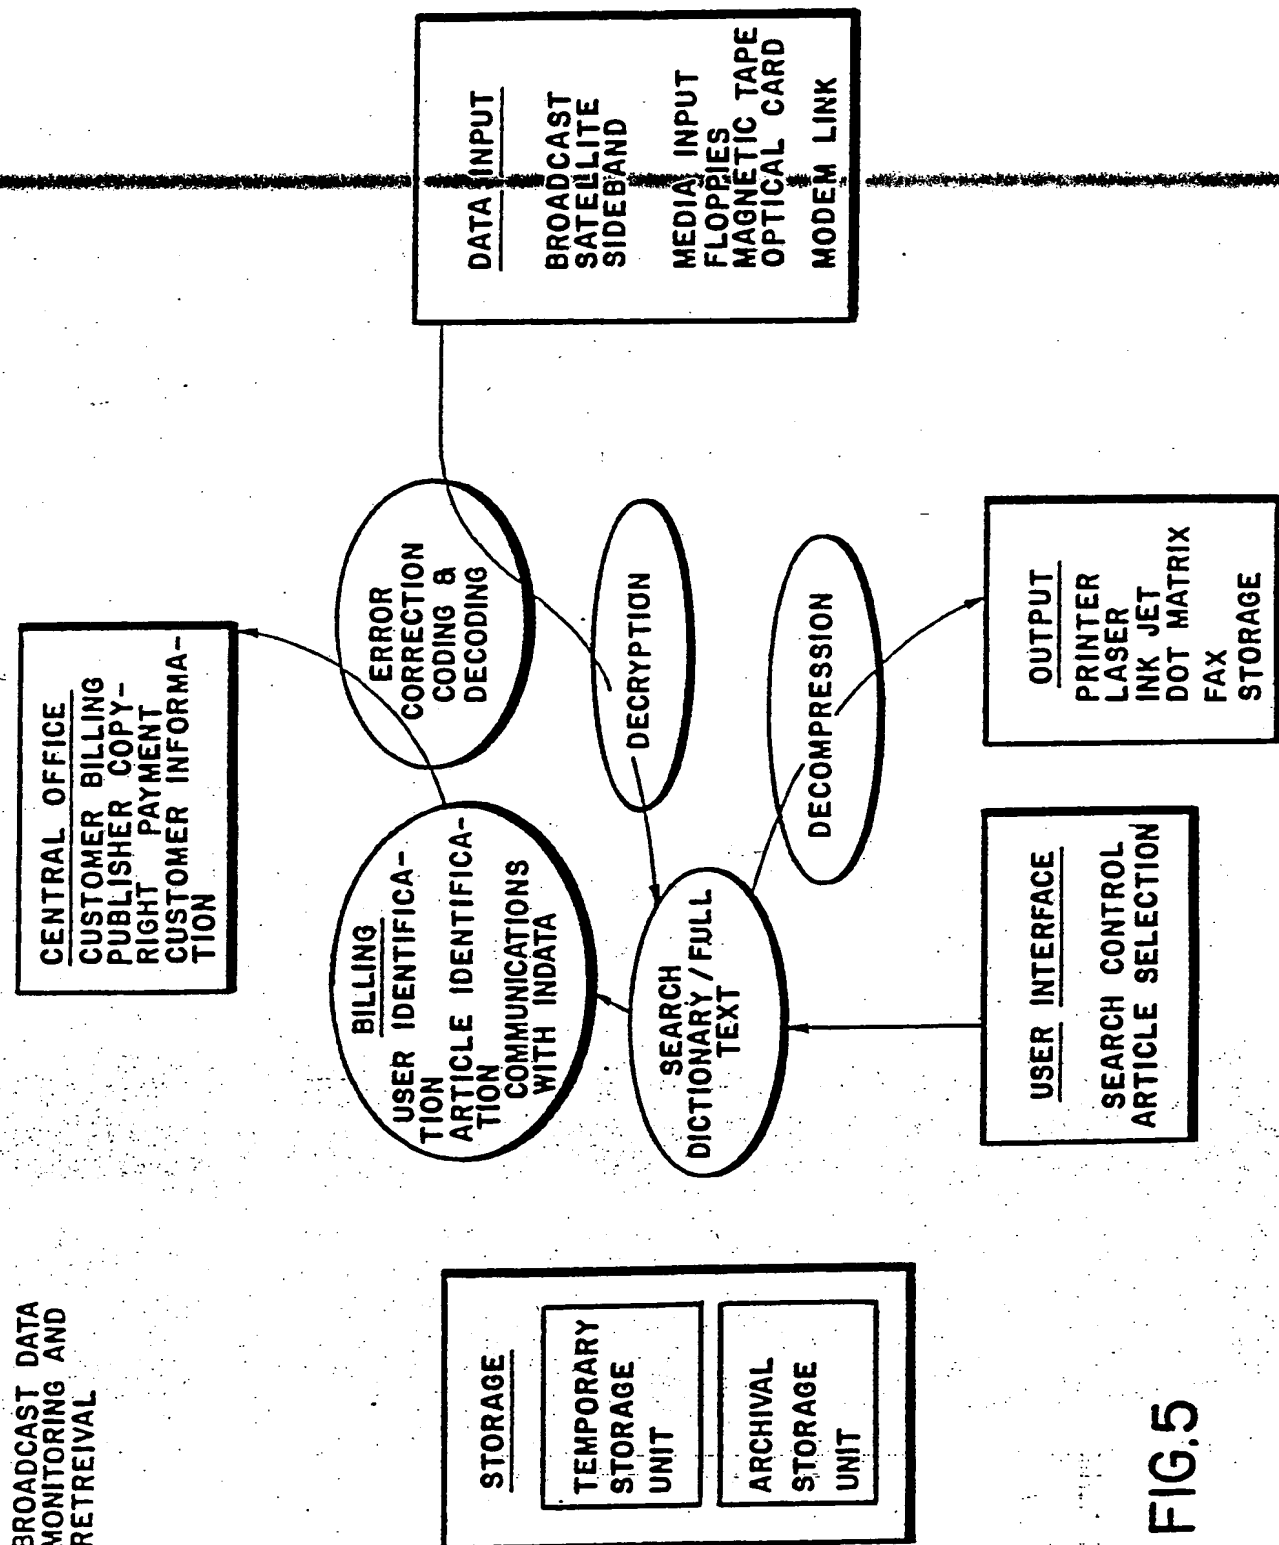 BROADCAST DATA
MONITORING AND
RETREIVAL
CENTRAL OFFICE
CUSTOMER BILLING
PUBLISHER COPY-
RIGHT PAYMENT
CUSTOMER INFORMA-
TION
STORAGE
TEMPORARY
STORAGE
UNIT
ARCHIVAL
STORAGE
UNIT
BILLING
USER IDENTIFICA-
TION
ARTICLE IDENTIFICA-
TION
COMMUNICATIONS
WITH INDATA
ERROR
CORRECTION
CODING &
DECODING
DATA INPUT
BROADCAST
SATELLITE
SIDEBAND
MEDIA INPUT
FLOPPIES
MAGNETIC TAPE
OPTICAL CARD
MODEM LINK
SEARCH
DICTIONARY / FULL
TEXT
DECRYPTION
DECOMPRESSION
USER INTERFACE
SEARCH CONTROL
ARTICLE SELECTION
OUTPUT
PRINTER
LASER
INK JET
DOT MATRIX
FAX
STORAGE
FIG.5